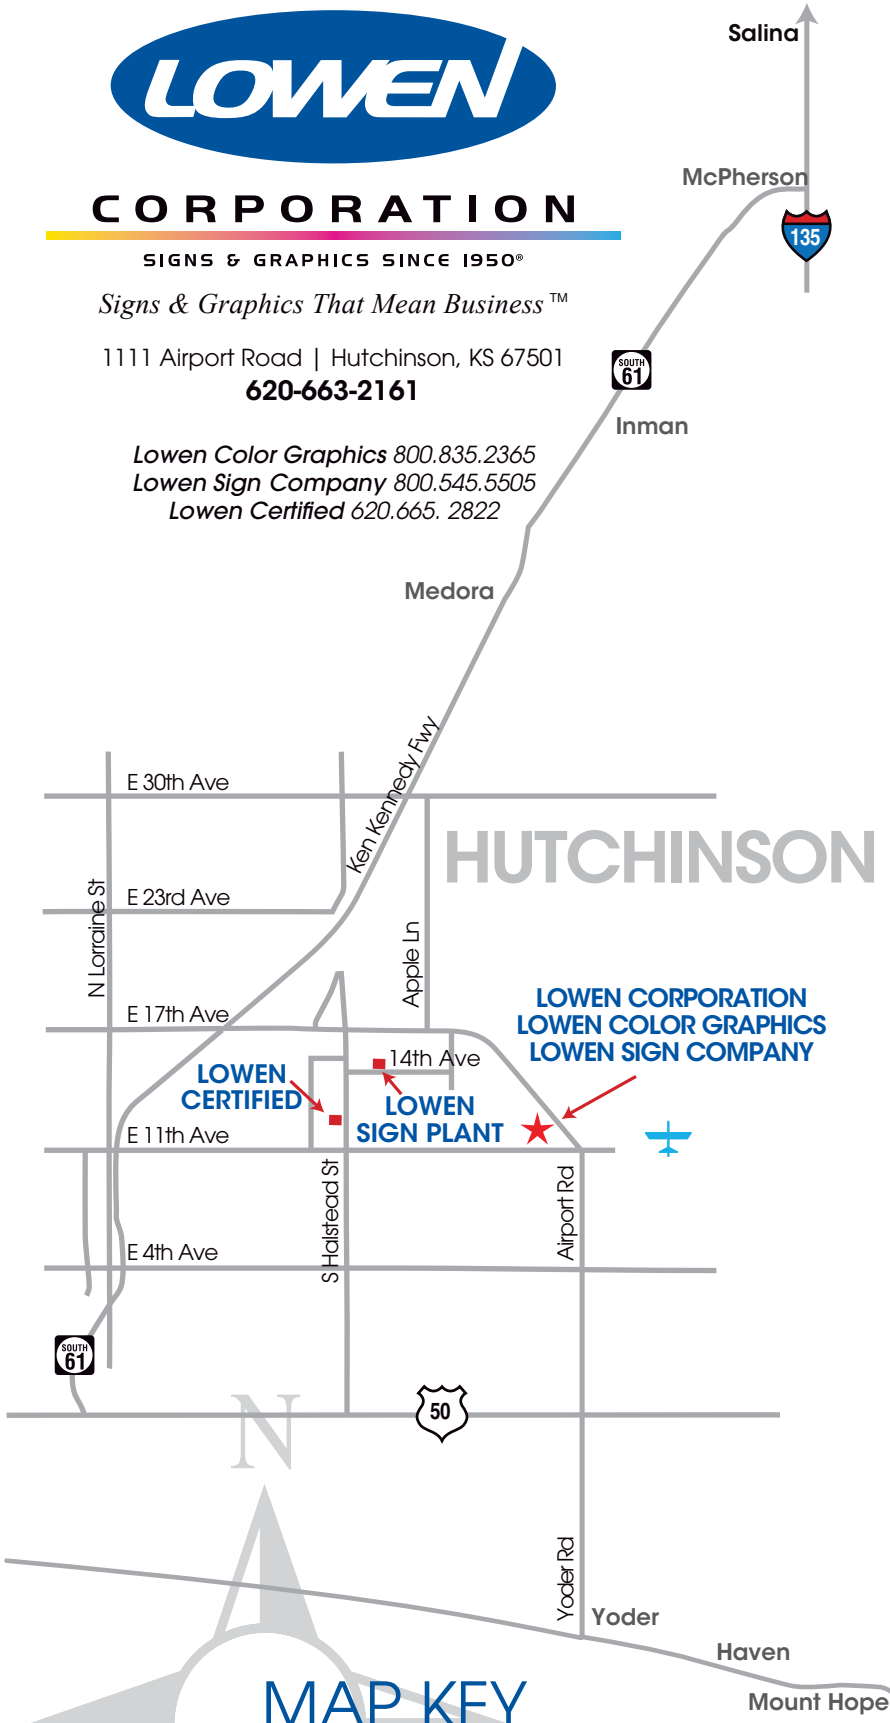 LOWEN
CORPORATION
SIGNS & GRAPHICS SINCE 1950®
Signs & Graphics That Mean Business™
1111 Airport Road | Hutchinson, KS 67501
620-663-2161
Lowen Color Graphics 800.835.2365
Lowen Sign Company 800.545.5505
Lowen Certified 620.665. 2822
Salina
McPherson
135
SOUTH
61
Inman
Medora
Ken Kennedy Fwy
E 30th Ave
HUTCHINSON
E 23rd Ave
N Lorraine St
Apple Ln
E 17th Ave
LOWEN CORPORATION
LOWEN COLOR GRAPHICS
LOWEN SIGN COMPANY
14th Ave
LOWEN
CERTIFIED
LOWEN
SIGN PLANT
E 11th Ave
S Halstead St
Airport Rd
E 4th Ave
SOUTH
61
50
N
Yoder Rd
Yoder
Haven
Mount Hope
MAP KEY